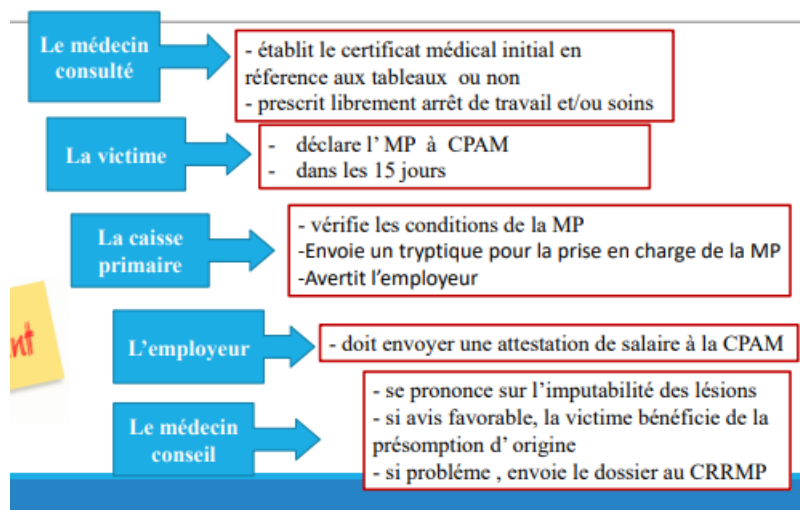 Le médecin
consulté
- établit le certificat médical initial en
réference aux tableaux ou non
- prescrit librement arrêt de travail et/ou soins
La victime
- déclare l’ MP à CPAM
- dans les 15 jours
La caisse
primaire
- vérifie les conditions de la MP
-Envoie un tryptique pour la prise en charge de la MP
-Avertit l’employeur
nt
L’employeur
- doit envoyer une attestation de salaire à la CPAM
Le médecin
conseil
- se prononce sur l’imputabilité des lésions
- si avis favorable, la victime bénéficie de la
présomption d’ origine
- si probléme , envoie le dossier au CRRMP